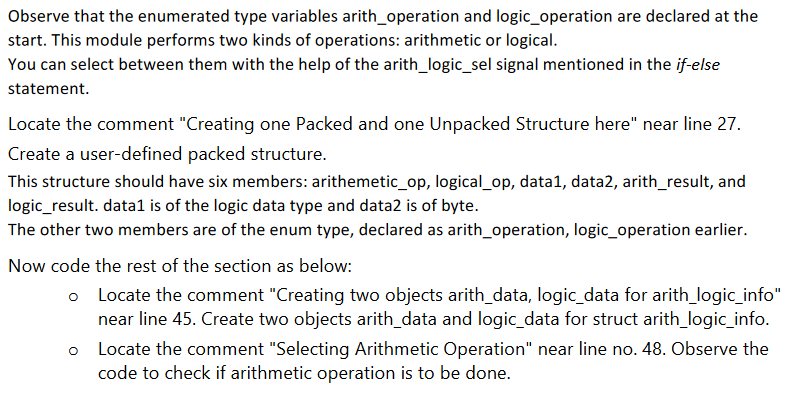 Observe that the enumerated type variables arith_operation and logic_operation are declared at the
start. This module performs two kinds of operations: arithmetic or logical.
You can select between them with the help of the arith_logic_sel signal mentioned in the if-else
statement.
Locate the comment "Creating one Packed and one Unpacked Structure here" near line 27.
Create a user-defined packed structure.
This structure should have six members: arithemetic_op, logical_op, data1, data2, arith_result, and
logic_result. data1 is of the logic data type and data2 is of byte.
The other two members are of the enum type, declared as arith_operation, logic_operation earlier.
Now code the rest of the section as below:
o Locate the comment "Creating two objects arith_data, logic_data for arith_logic_info"
near line 45. Create two objects arith_data and logic_data for struct arith_logic_info.
o Locate the comment "Selecting Arithmetic Operation" near line no. 48. Observe the
code to check if arithmetic operation is to be done.